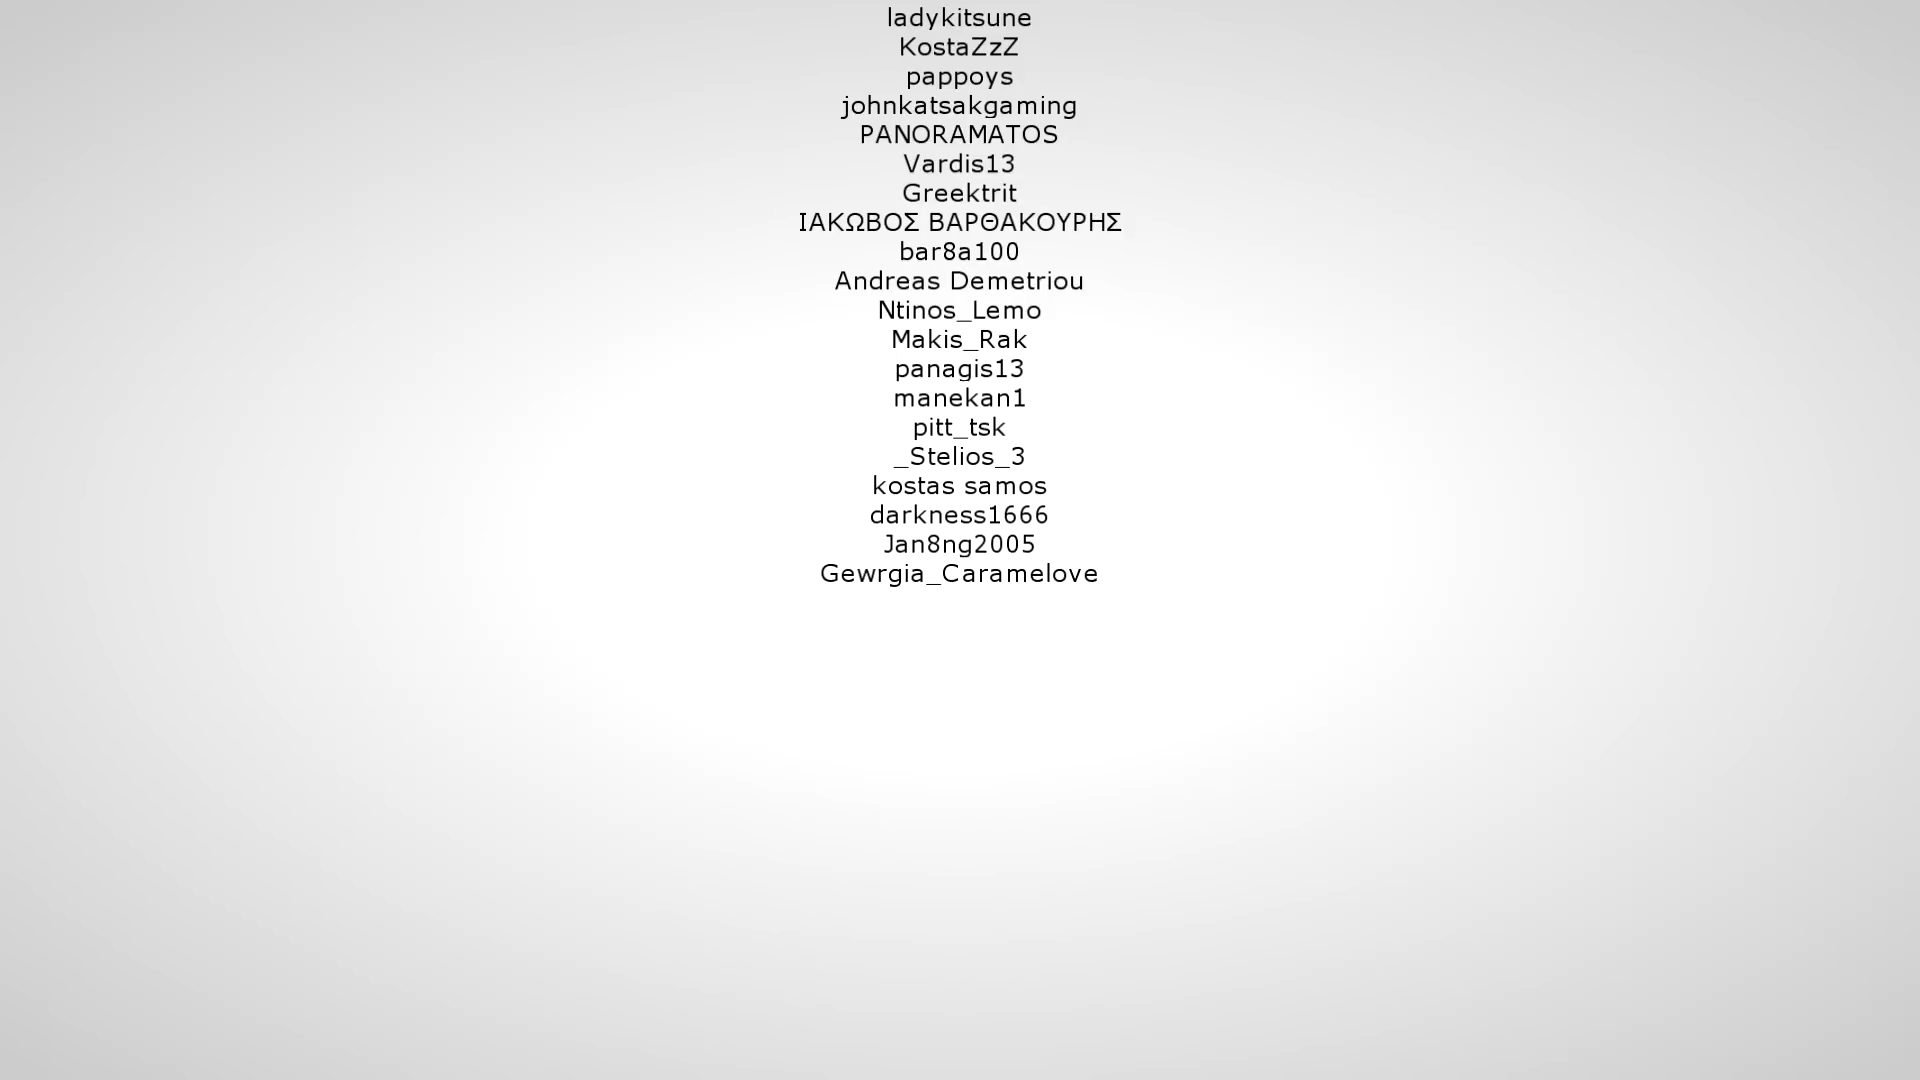 ladykitsune
KostaZzZ
pappoys
johnkatsakgaming
PANORAMATOS
Vardis13
Greektrit
ΙΑΚΩΒΟΣ ΒΑΡΘΑΚΟΥΡΗΣ
bar8a100
Andreas Demetriou
Ntinos_Lemo
Makis_Rak
panagis13
manekan1
pitt_tsk
_Stelios_3
kostas samos
darkness1666
Jan8ng2005
Gewrgia_Caramelove